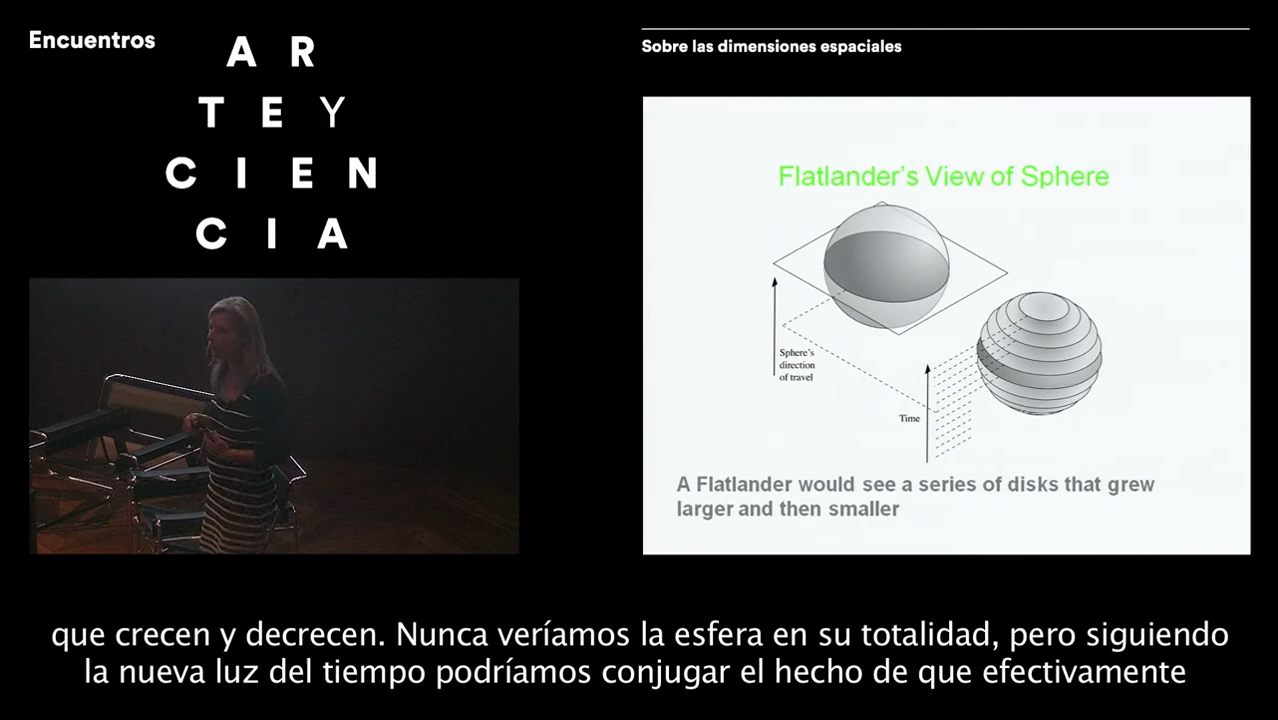 Encuentros
A R
T E Y
C I E N
C I A
Sobre las dimensiones espaciales
Flatlander's View of Sphere
Sphere's
direction
of travel
Time
A Flatlander would see a series of disks that grew
larger and then smaller
que crecen y decrecen. Nunca veríamos la esfera en su totalidad, pero siguiendo
la nueva luz del tiempo podríamos conjugar el hecho de que efectivamente